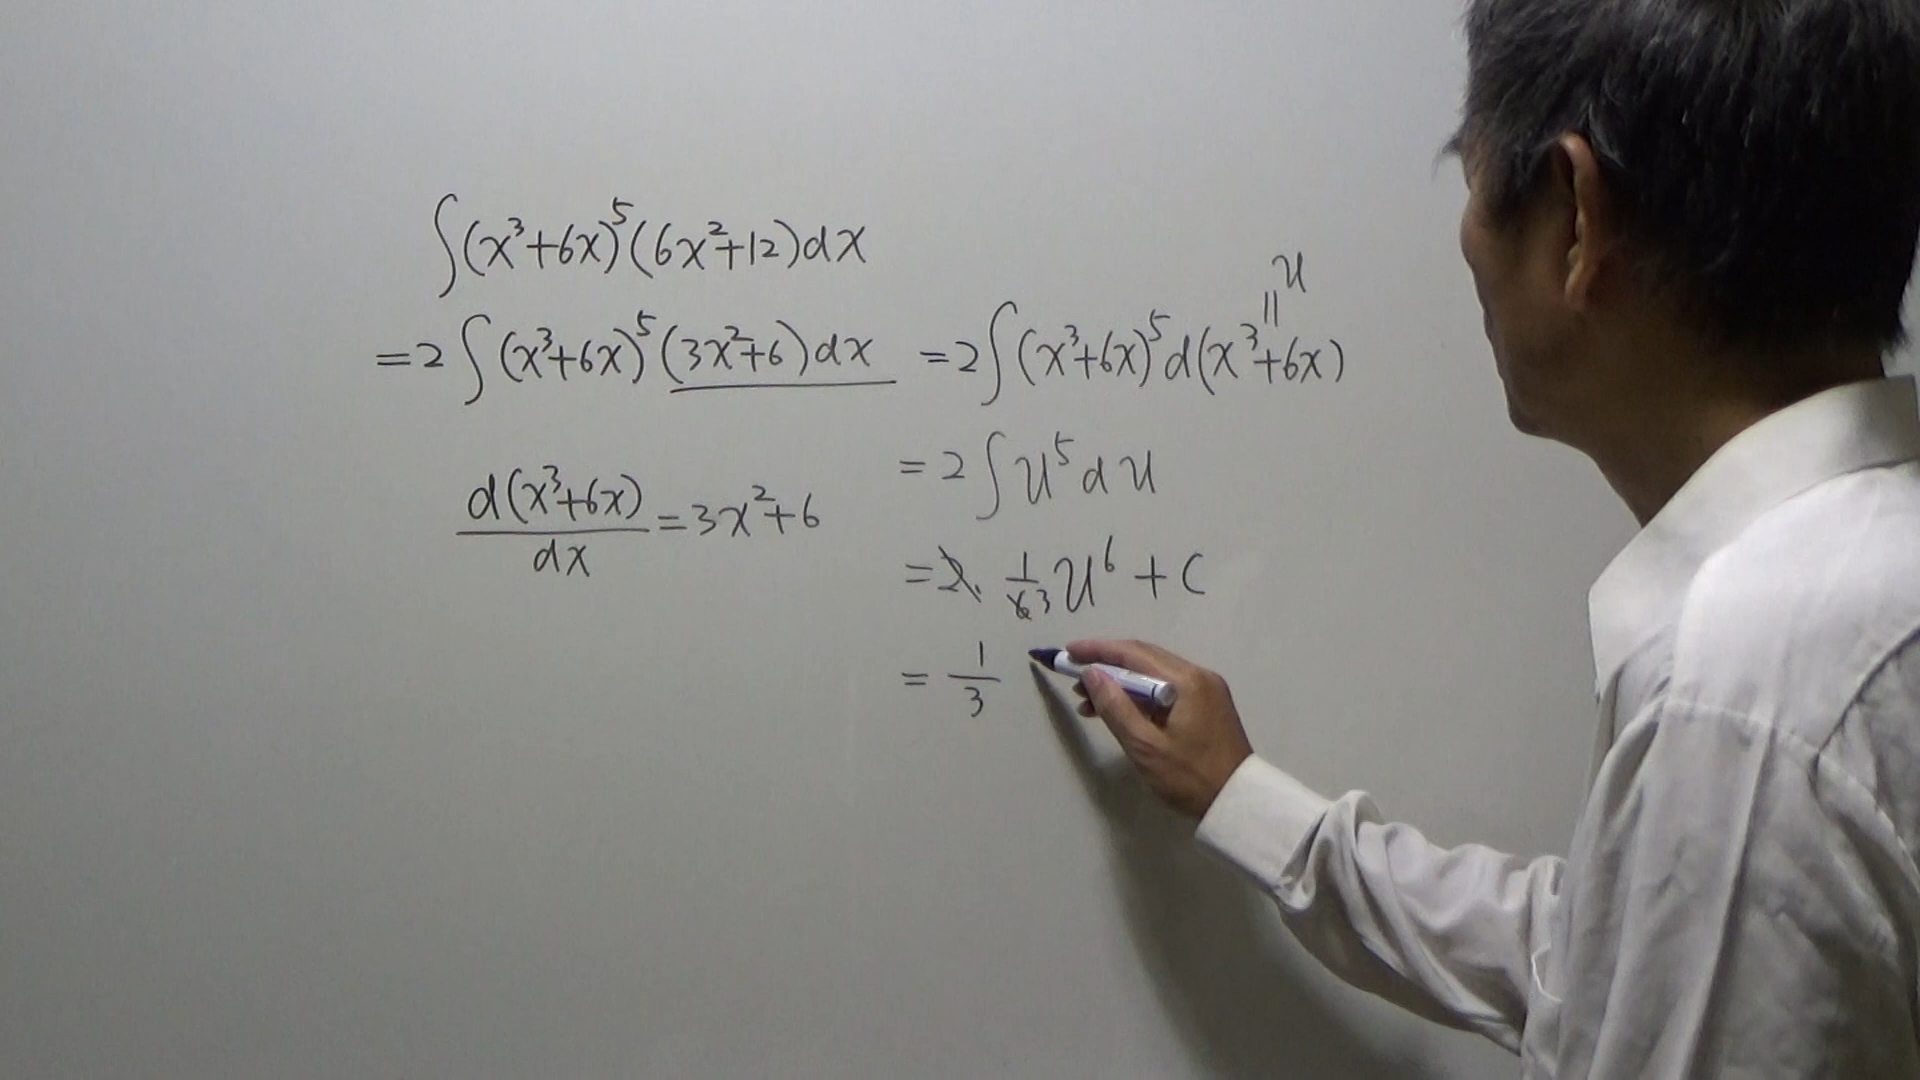 ∫(x³+6x)⁵(6x²+12)dx
=2∫(x³+6x)⁵(3x²+6)dx =2∫(x³+6x)⁵d(x³+6x)
u
=
d(x³+6x)/dx=3x²+6
=2∫u⁵du
=2·1/6 3 u⁶+C
=1/3